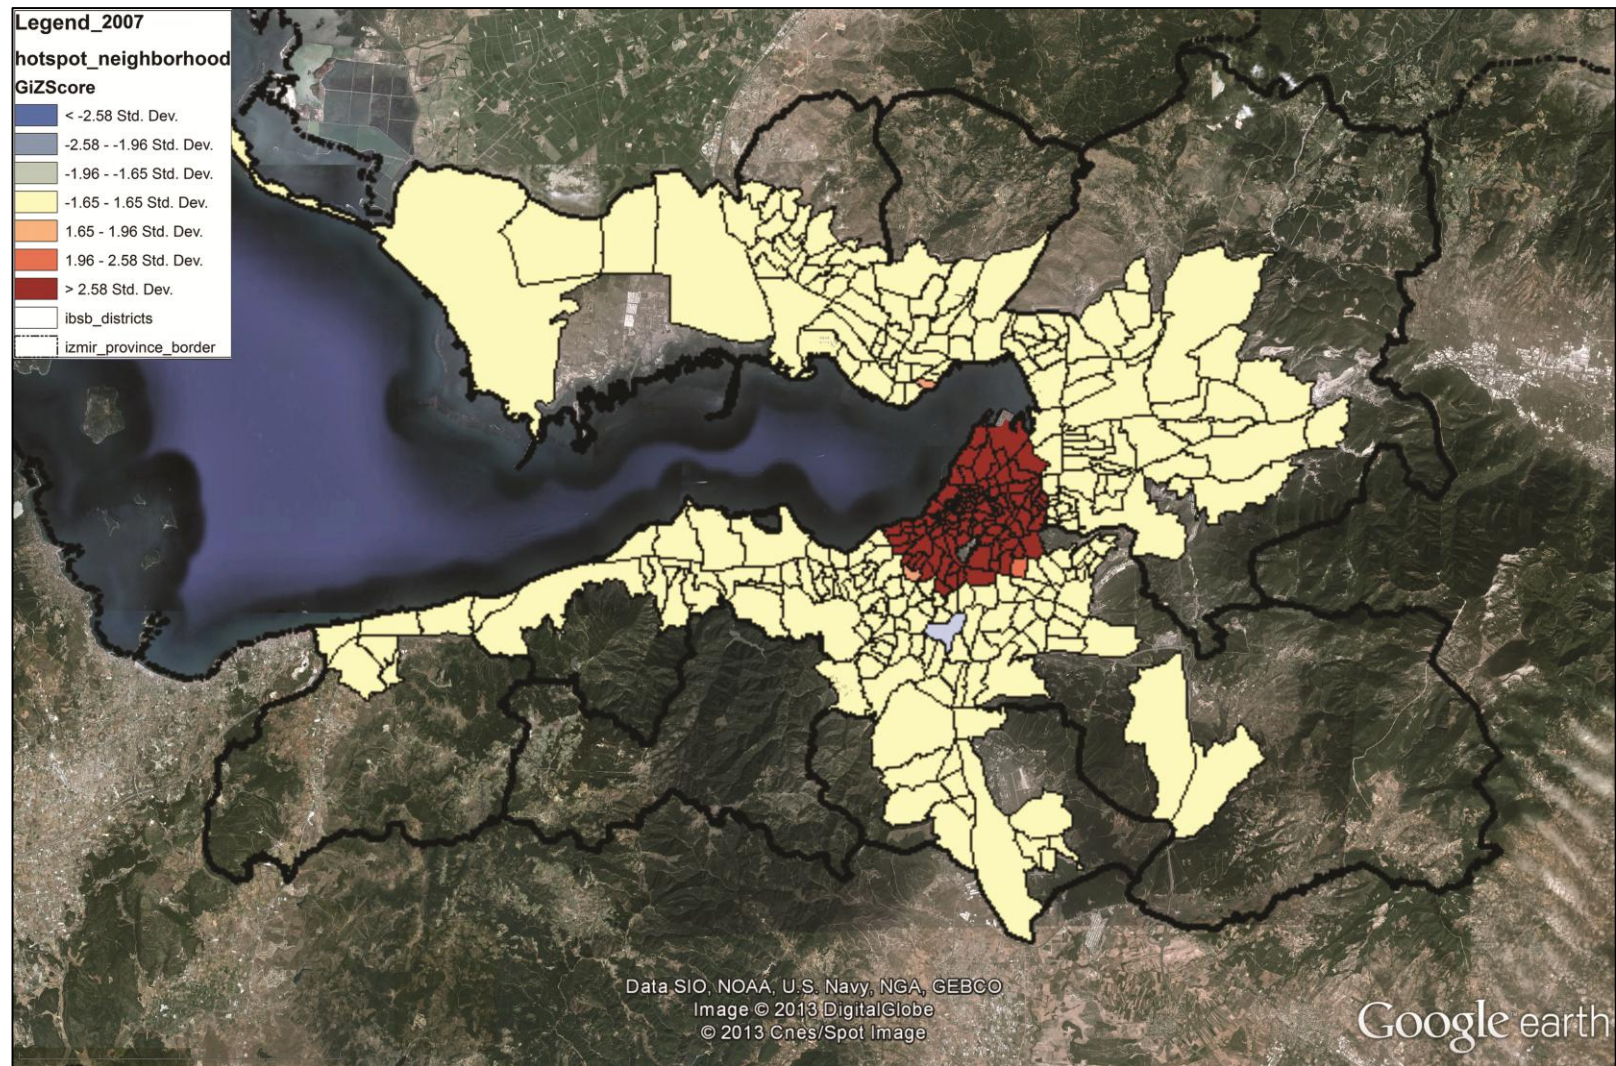 Legend_2007
hotspot_neighborhood
GiZScore
< -2.58 Std. Dev.
-2.58 - -1.96 Std. Dev.
-1.96 - -1.65 Std. Dev.
-1.65 - 1.65 Std. Dev.
1.65 - 1.96 Std. Dev.
1.96 - 2.58 Std. Dev.
> 2.58 Std. Dev.
ibsb_districts
izmir_province_border
Data SIO, NOAA, U.S. Navy, NGA, GEBCO
Image © 2013 DigitalGlobe
© 2013 Cnes/Spot Image
Google earth